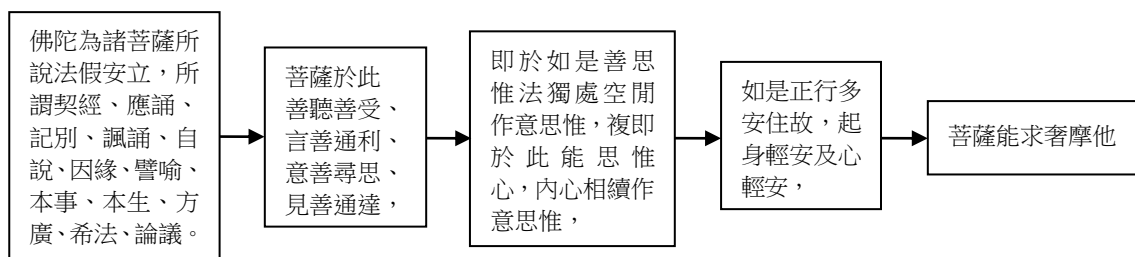 佛陀為諸菩薩所
說法假安立，所
謂契經、應誦、
記別、諷誦、自
說、因緣、譬喻、
本事、本生、方
廣、希法、論議。
菩薩於此
善聽善受、
言善通利、
意善尋思、
見善通達，
即於如是善思
惟法獨處空閒
作意思惟，複即
於此能思惟
心，內心相續作
意思惟，
如是正行多
安住故，起
身輕安及心
輕安，
菩薩能求奢摩他